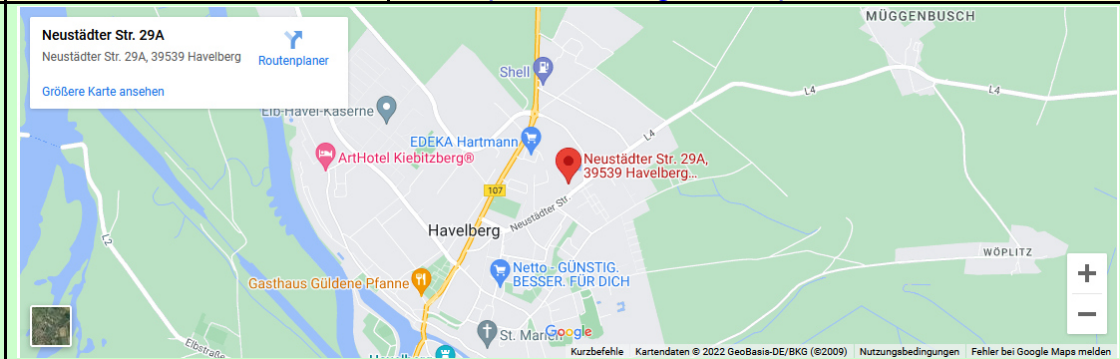 Neustädter Str. 29A
Neustädter Str. 29A, 39539 Havelberg
Routenplaner
Größere Karte ansehen
MÜGGENBUSCH
Shell
L4
L4
L4
Elb-Havel-Kaserne
EDEKA Hartmann
ArtHotel Kiebitzberg®
Neustädter Str. 29A,
39539 Havelberg...
107
Neustädter Str.
Havelberg
L2
WÖPLITZ
Netto - GÜNSTIG.
BESSER. FÜR DICH
Gasthaus Güldene Pfanne
St. Marien
Google
Elbstraße
Kurzbefehle Kartendaten © 2022 GeoBasis-DE/BKG (©2009) Nutzungsbedingungen Fehler bei Google Maps melden